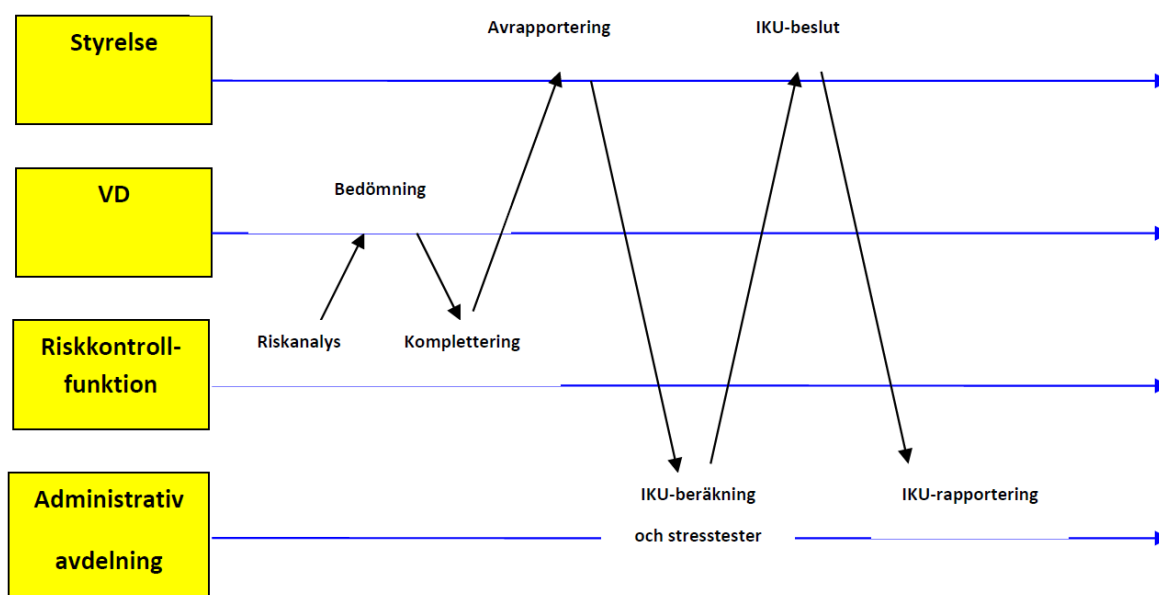 Styrelse
Avrapportering
IKU-beslut
VD
Bedömning
Riskkontroll-
funktion
Riskanalys
Komplettering
Administrativ
avdelning
IKU-beräkning
och stresstester
IKU-rapportering